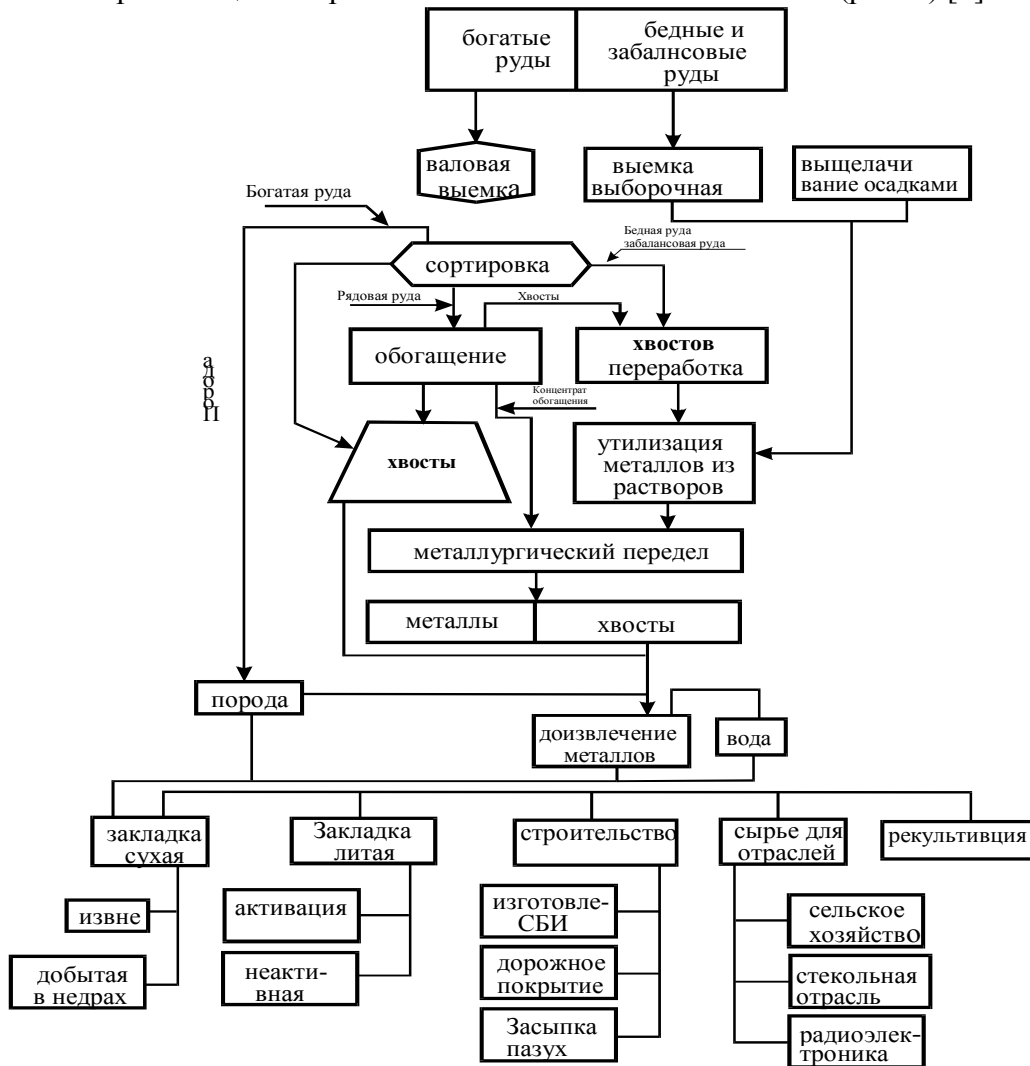 богатые
руды
бедные и
забалнсовые
руды
валовая
выемка
выемка
выборочная
выщелачи
вание осадками
Богатая руда
Бедная руда
забалансовая руда
сортировка
Рядовая руда
Хвосты
обогащение
хвостов
переработка
Порода
Концентрат
обогащения
хвосты
утилизация
металлов из
растворов
металлургический передел
металлы
хвосты
порода
доизвлечение
металлов
вода
закладка
сухая
Закладка
литая
строительство
сырье для
отраслей
рекультивция
извне
добытая
в недрах
активация
неакти-
вная
изготовле-
СБИ
дорожное
покрытие
Засыпка
пазух
сельское
хозяйство
стекольная
отрасль
радиоэлек-
троника